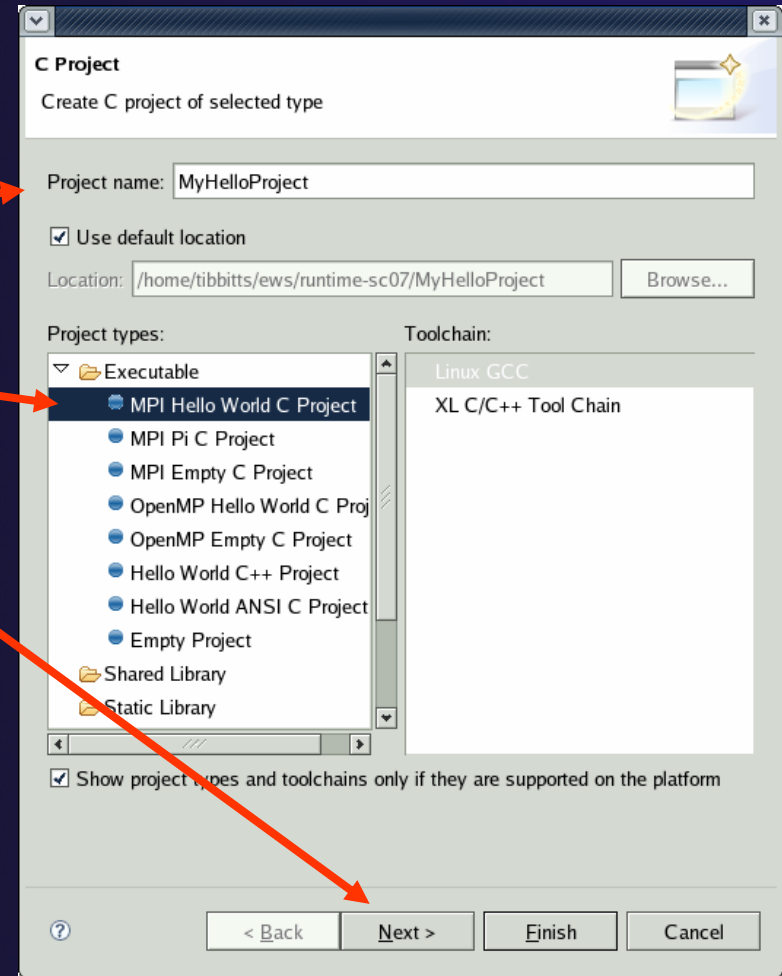 C Project
Create C project of selected type
Project name: MyHelloProject
Use default location
Location: /home/tibbitts/ews/runtime-sc07/MyHelloProject Browse...
Project types: Toolchain:
Executable
MPI Hello World C Project
MPI Pi C Project
MPI Empty C Project
OpenMP Hello World C Proj
OpenMP Empty C Project
Hello World C++ Project
Hello World ANSI C Project
Empty Project
Shared Library
Static Library
Linux GCC
XL C/C++ Tool Chain
Show project types and toolchains only if they are supported on the platform
? < Back Next > Finish Cancel